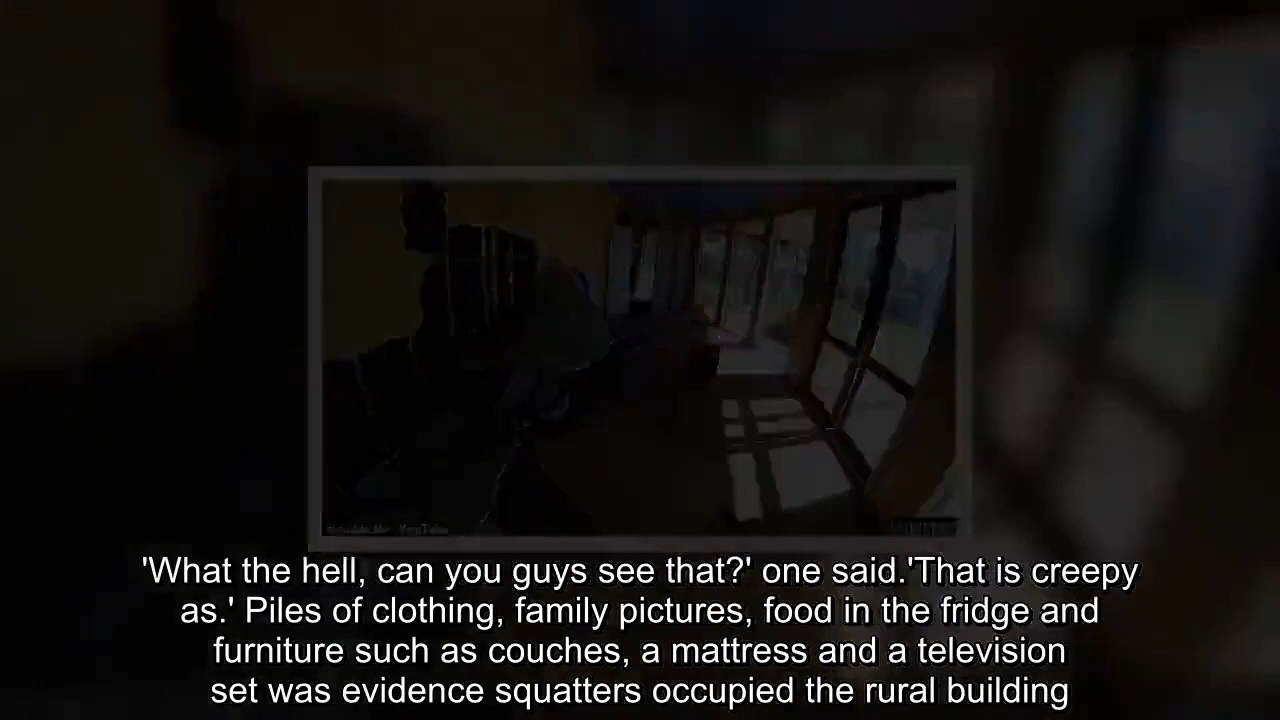 'What the hell, can you guys see that?' one said.'That is creepy
as.' Piles of clothing, family pictures, food in the fridge and
furniture such as couches, a mattress and a television
set was evidence squatters occupied the rural building